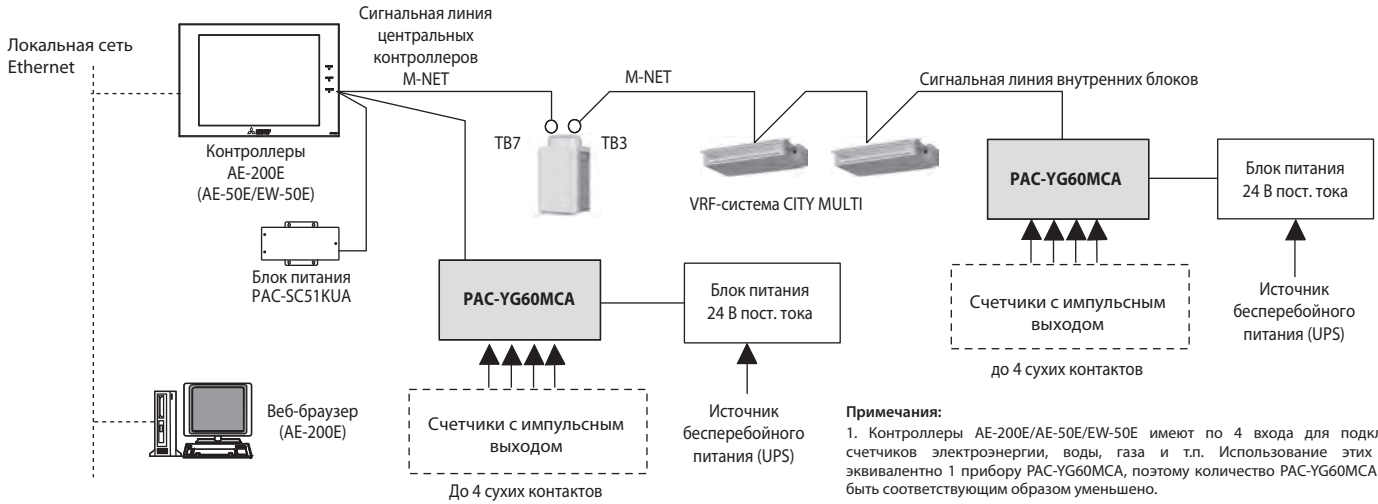 Локальная сеть
Ethernet
Сигнальная линия
центральных
контроллеров
M-NET
M-NET
Сигнальная линия внутренних блоков
Контроллеры
AE-200E
(AE-50E/EW-50E)
TB7
TB3
VRF-система CITY MULTI
PAC-YG60MCA
Блок питания
24 В пост. тока
Блок питания
PAC-SC51KUA
PAC-YG60MCA
Блок питания
24 В пост. тока
Счетчики с импульсным
выходом
до 4 сухих контактов
Источник
бесперебойного
питания (UPS)
Веб-браузер
(AE-200E)
Счетчики с импульсным
выходом
До 4 сухих контактов
Источник
бесперебойного
питания (UPS)
Примечания:
1. Контроллеры AE-200E/AE-50E/EW-50E имеют по 4 входа для подкл
счетчиков электроэнергии, воды, газа и т.п. Использование этих
эквивалентно 1 прибору PAC-YG60MCA, поэтому количество PAC-YG60MCA
быть соответствующим образом уменьшено.